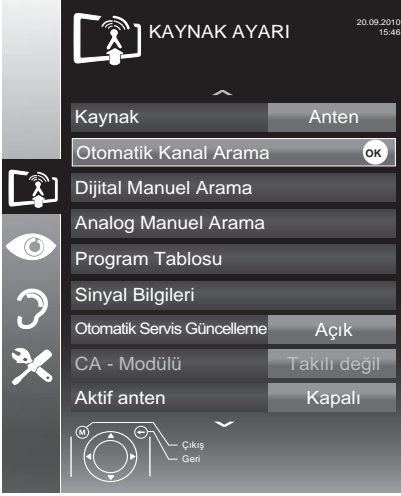 KAYNAK AYARI
20.09.2010
15:46
Kaynak Anten
Otomatik Kanal Arama OK
Dijital Manuel Arama
Analog Manuel Arama
Program Tablosu
Sinyal Bilgileri
Otomatik Servis Güncelleme Açık
CA - Modülü Takılı değil
Aktif anten Kapalı
M
Çıkış
Geri